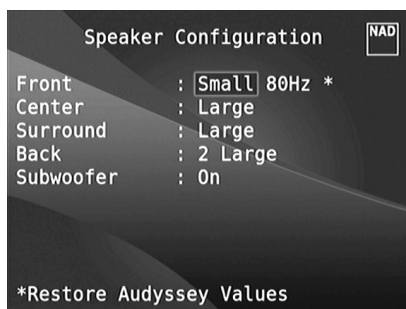 Speaker Configuration
NAD
Front : Small 80Hz *
Center : Large
Surround : Large
Back : 2 Large
Subwoofer : On
*Restore Audyssey Values